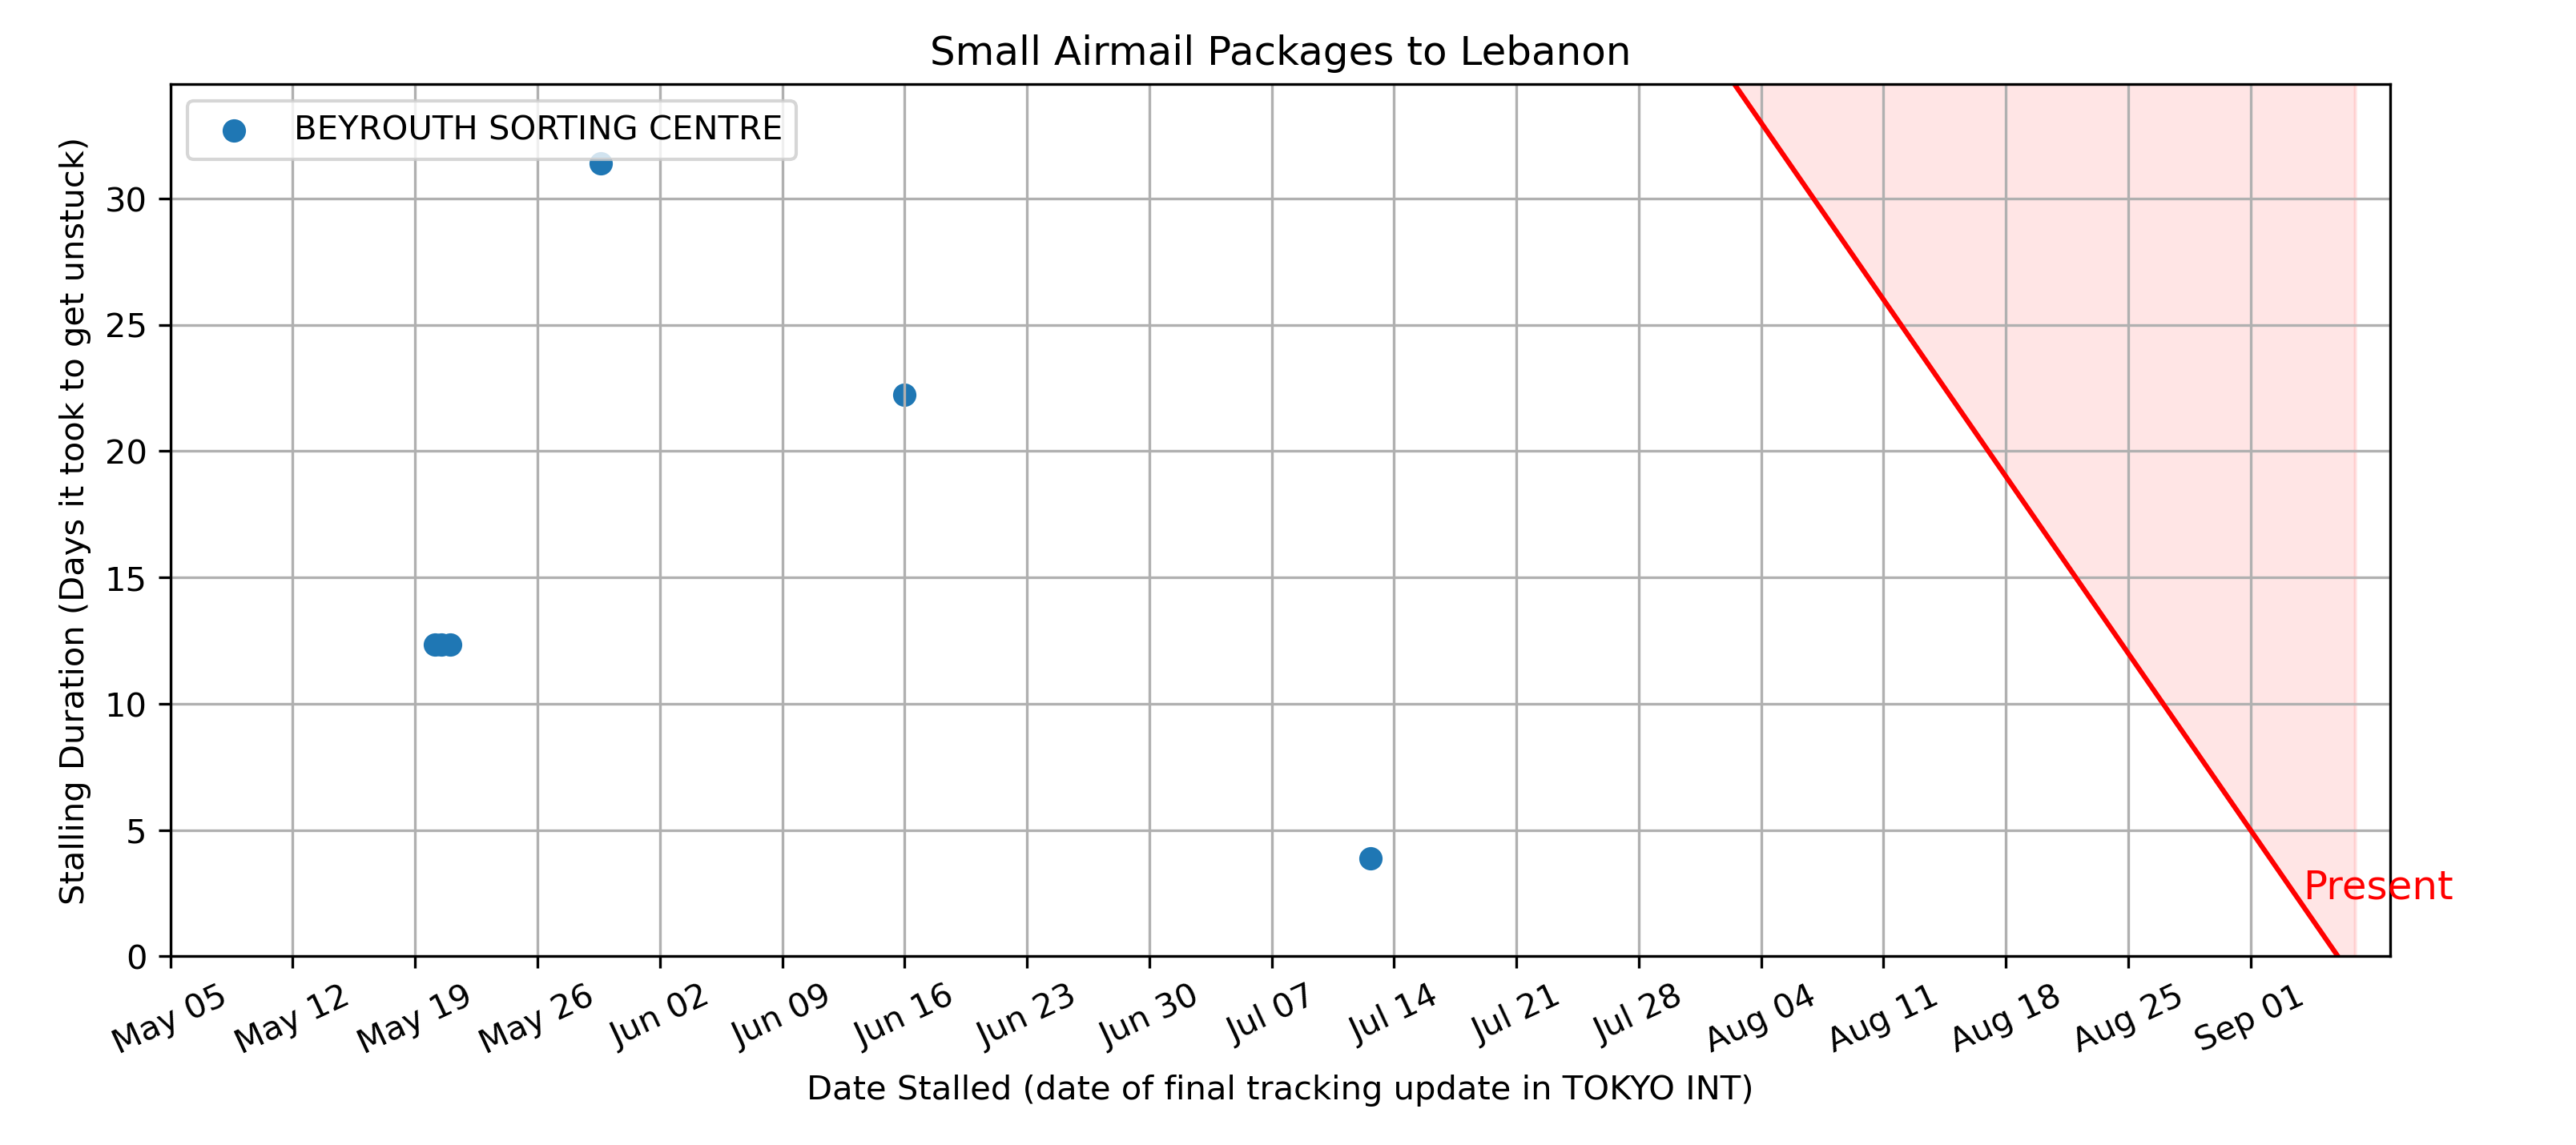 Small Airmail Packages to Lebanon
BEYROUTH SORTING CENTRE
Stalling Duration (Days it took to get unstuck)
30
25
20
15
10
5
0
Present
May 05
May 12
May 19
May 26
Jun 02
Jun 09
Jun 16
Jun 23
Jun 30
Jul 07
Jul 14
Jul 21
Jul 28
Aug 04
Aug 11
Aug 18
Aug 25
Sep 01
Date Stalled (date of final tracking update in TOKYO INT)